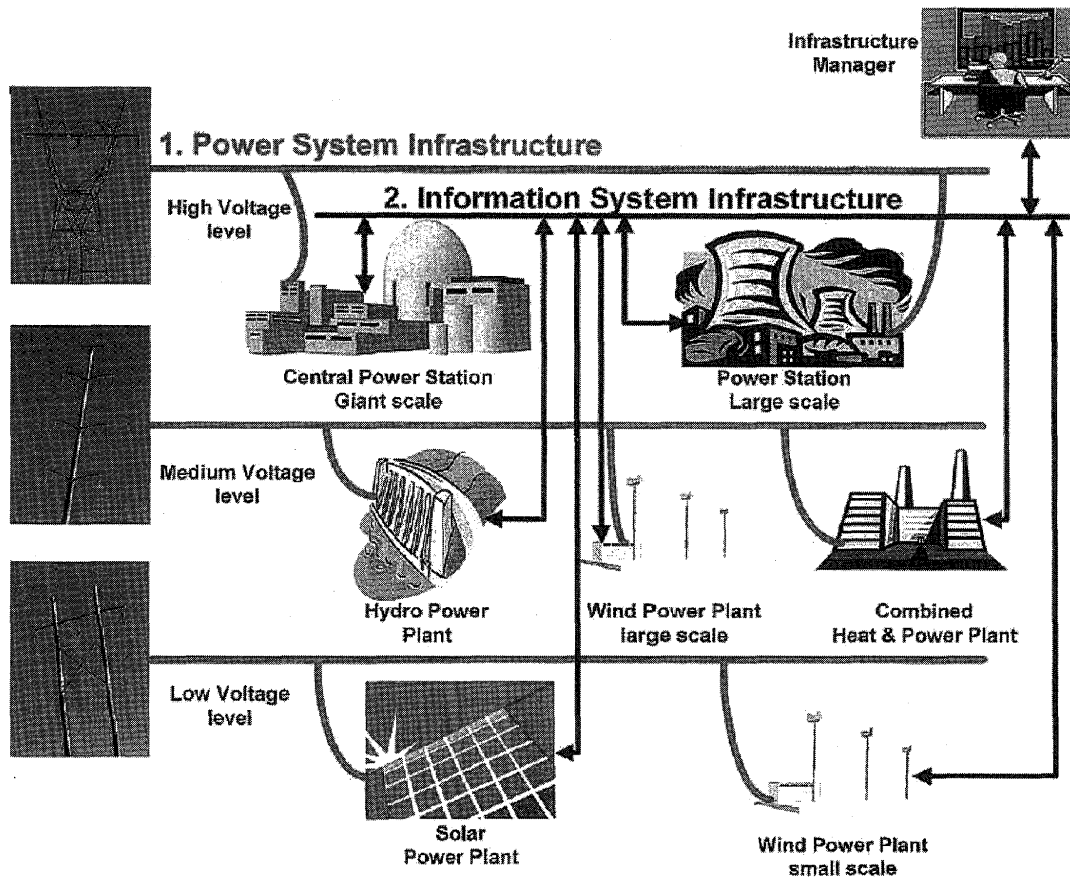 Infrastructure
Manager
1. Power System Infrastructure
2. Information System Infrastructure
High Voltage
level
Central Power Station
Giant scale
Power Station
Large scale
Medium Voltage
level
Hydro Power
Plant
Wind Power Plant
large scale
Combined
Heat & Power Plant
Low Voltage
level
Solar
Power Plant
Wind Power Plant
small scale